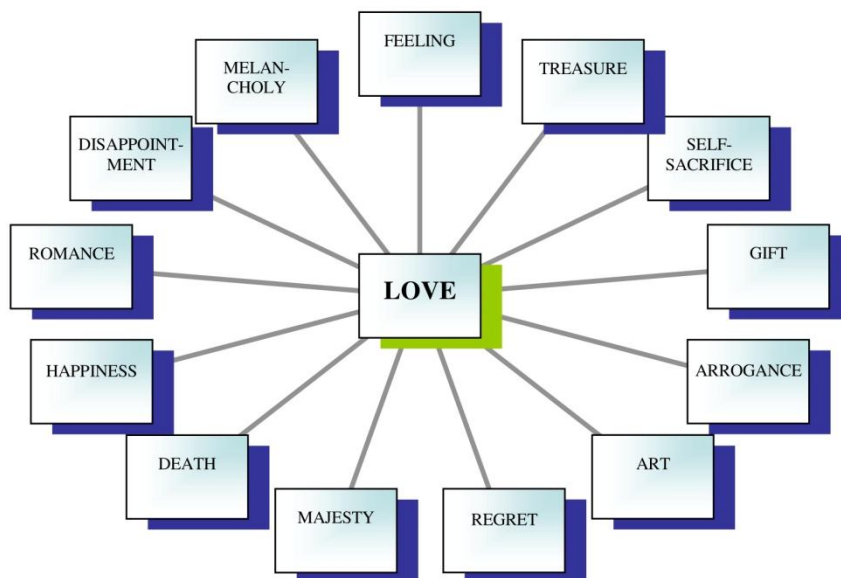 FEELING
TREASURE
SELF-
SACRIFICE
GIFT
ARROGANCE
ART
REGRET
MAJESTY
DEATH
HAPPINESS
ROMANCE
DISAPPOINT-
MENT
MELAN-
CHOLY
LOVE